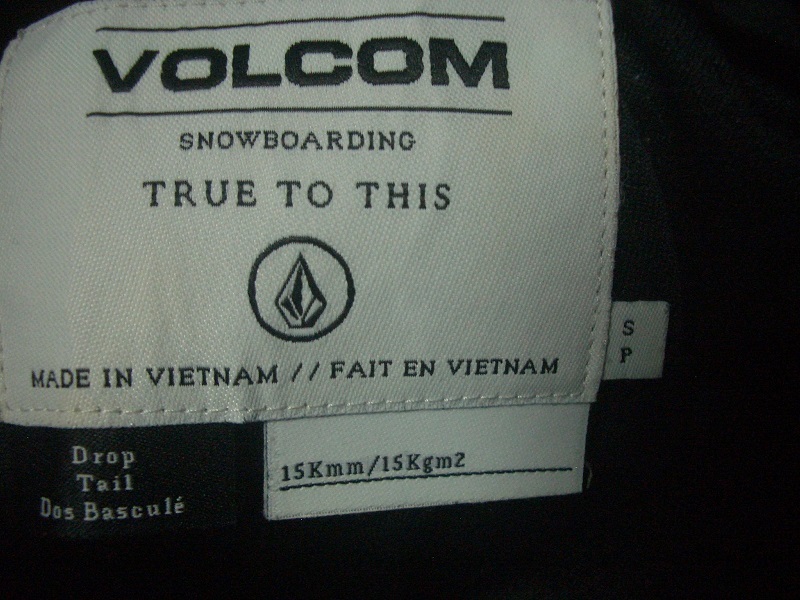 VOLCOM
SNOWBOARDING
TRUE TO THIS
MADE IN VIETNAM // FAIT EN VIETNAM
S
P
Drop
Tail
Dos Basculé
15Kmm/15Kgm2